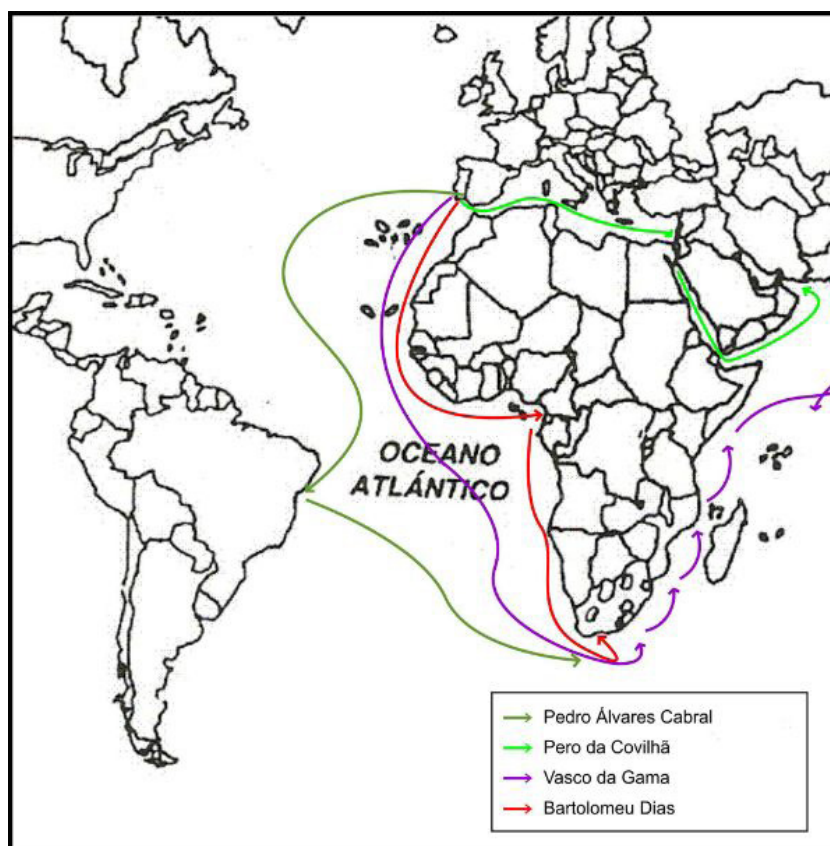 OCEANO
ATLÁNTICO
Pedro Álvares Cabral
Pero da Covilhã
Vasco da Gama
Bartolomeu Dias